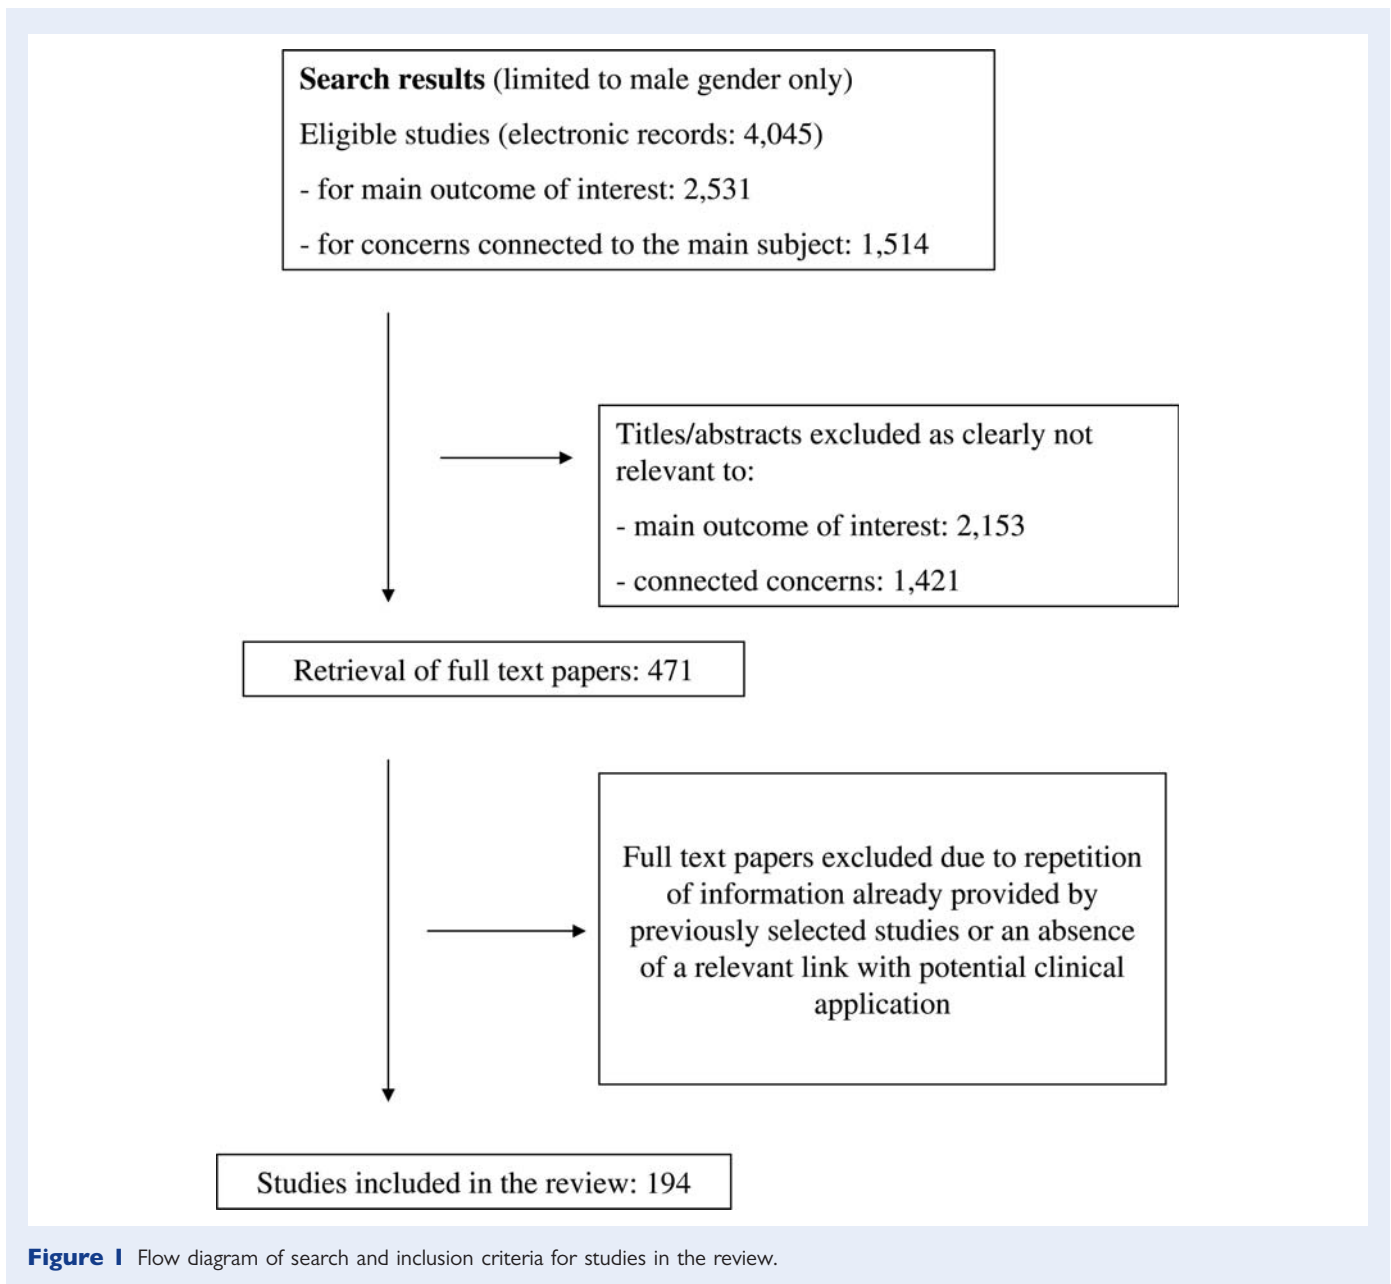 Search results (limited to male gender only)
Eligible studies (electronic records: 4,045)
- for main outcome of interest: 2,531
- for concerns connected to the main subject: 1,514
Titles/abstracts excluded as clearly not
relevant to:
- main outcome of interest: 2,153
- connected concerns: 1,421
Retrieval of full text papers: 471
Full text papers excluded due to repetition
of information already provided by
previously selected studies or an absence
of a relevant link with potential clinical
application
Studies included in the review: 194
Figure 1 Flow diagram of search and inclusion criteria for studies in the review.